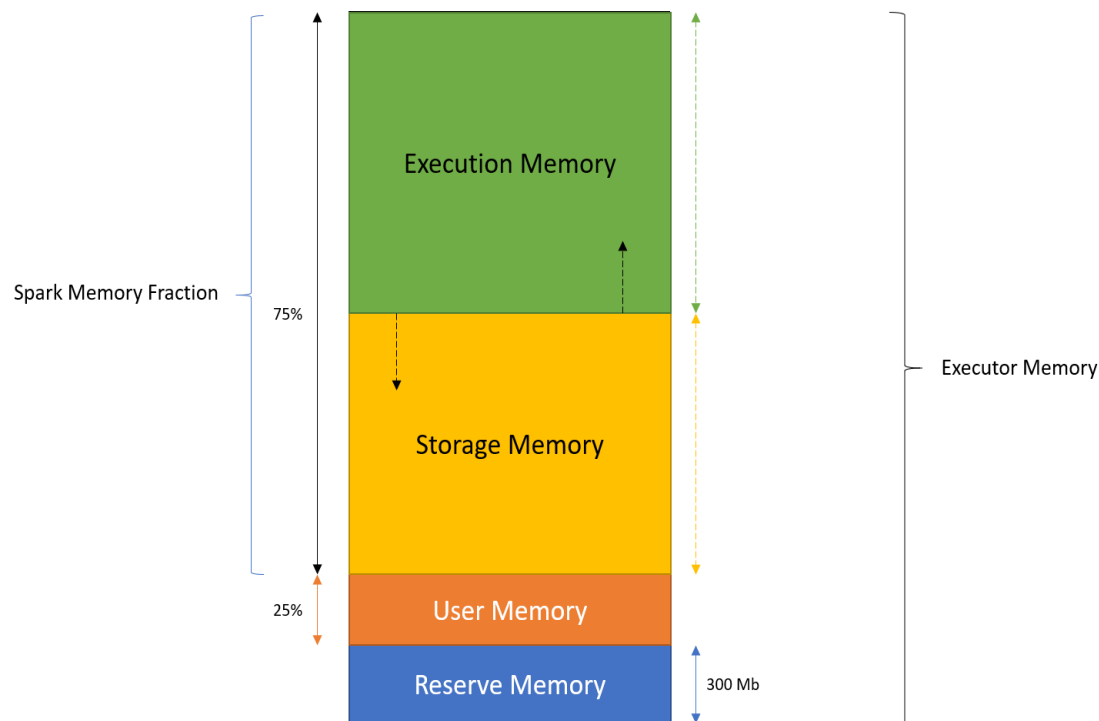 Execution Memory
Spark Memory Fraction
75%
Executor Memory
Storage Memory
25%
User Memory
Reserve Memory
300 Mb